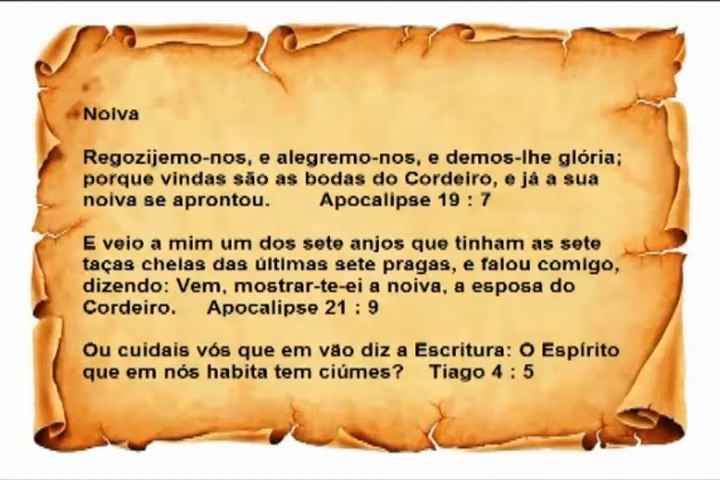 Noiva
Regozijemo-nos, e alegremo-nos, e demos-lhe glória;
porque vindas são as bodas do Cordeiro, e já a sua
noiva se aprontou. Apocalipse 19 : 7
E veio a mim um dos sete anjos que tinham as sete
taças cheias das últimas sete pragas, e falou comigo,
dizendo: Vem, mostrar-te-ei a noiva, a esposa do
Cordeiro. Apocalipse 21 : 9
Ou cuidais vós que em vão diz a Escritura: O Espírito
que em nós habita tem ciúmes? Tiago 4 : 5